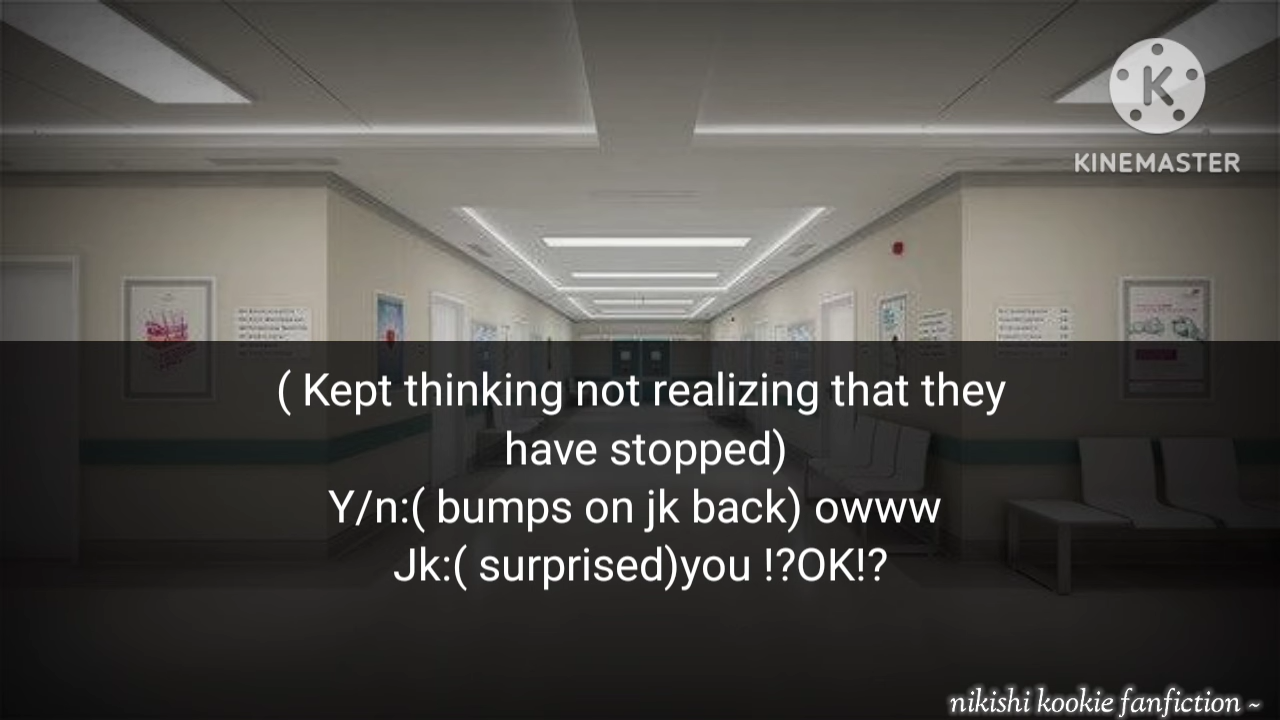 KINEMASTER
( Kept thinking not realizing that they
have stopped)
Y/n:( bumps on jk back) owww
Jk:( surprised)you !?OK!?
nikishi kookie fanfiction ~